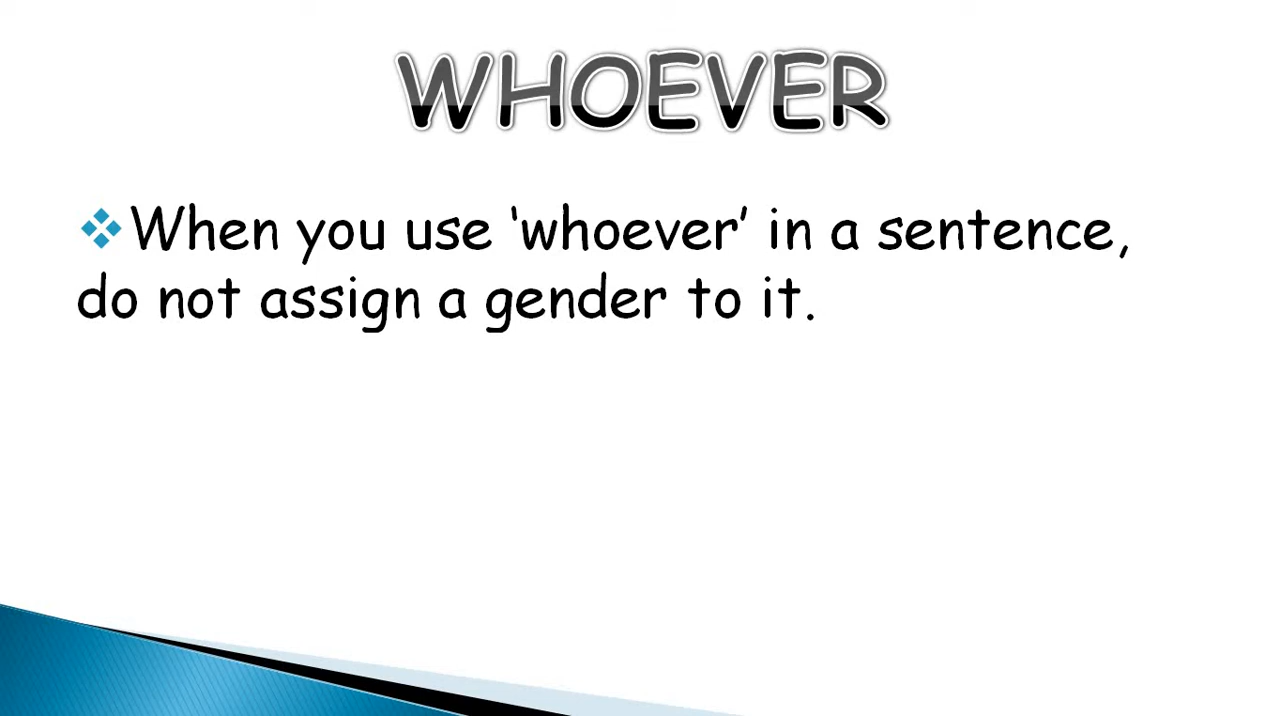 WHOEVER
When you use ‘whoever’ in a sentence,
do not assign a gender to it.